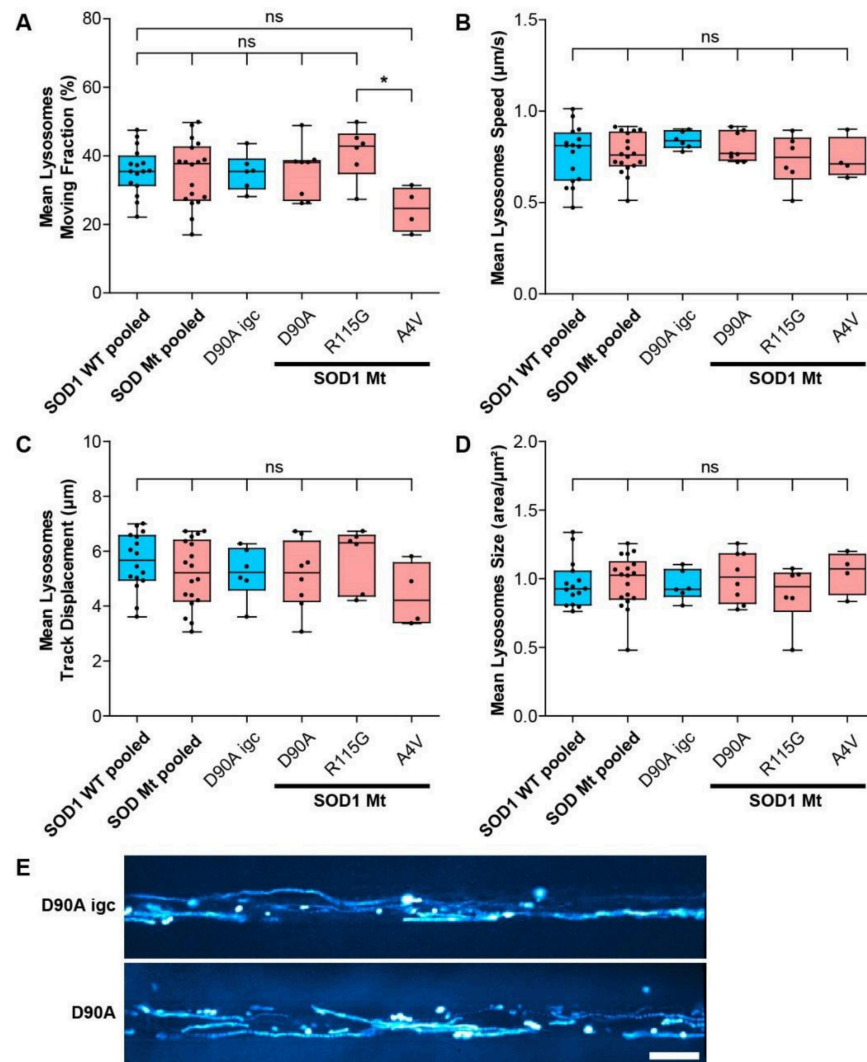 A
ns
ns
*
Mean Lysosomes
Moving Fraction (%)
80
60
40
20
0
SOD1 WT pooled
SOD Mt pooled
D90A igc
D90A
R115G
A4V
SOD1 Mt
B
ns
Mean Lysosomes Speed (µm/s)
1.5
1.0
0.5
0.0
SOD1 WT pooled
SOD Mt pooled
D90A igc
D90A
R115G
A4V
SOD1 Mt
C
ns
Mean Lysosomes
Track Displacement (µm)
10
8
6
4
2
0
SOD1 WT pooled
SOD Mt pooled
D90A igc
D90A
R115G
A4V
SOD1 Mt
D
ns
Mean Lysosomes Size (area/µm²)
2.0
1.5
1.0
0.5
0.0
SOD1 WT pooled
SOD Mt pooled
D90A igc
D90A
R115G
A4V
SOD1 Mt
E
D90A igc
D90A